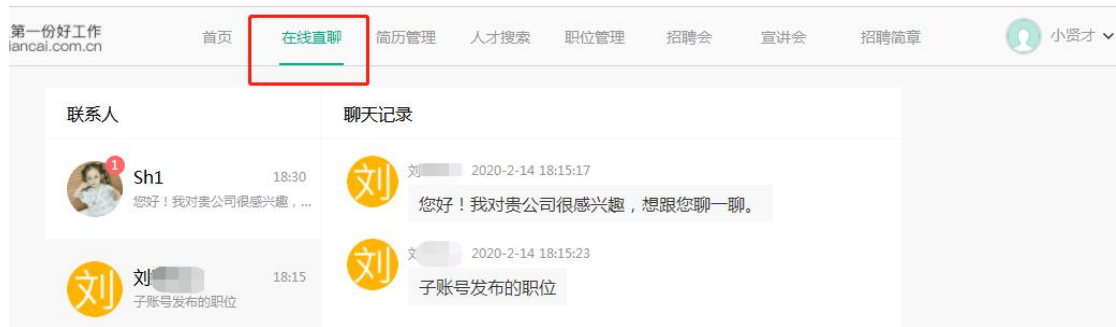 第一份好工作
iancai.com.cn
首页 在线直聊 简历管理 人才搜索 职位管理 招聘会 宣讲会 招聘简章 小贤才
联系人
聊天记录
1
Sh1 18:30
您好！我对贵公司很感兴趣，...
刘 18:15
子账号发布的职位
刘
刘
刘 2020-2-14 18:15:17
您好！我对贵公司很感兴趣，想跟您聊一聊。
刘
2020-2-14 18:15:23
子账号发布的职位